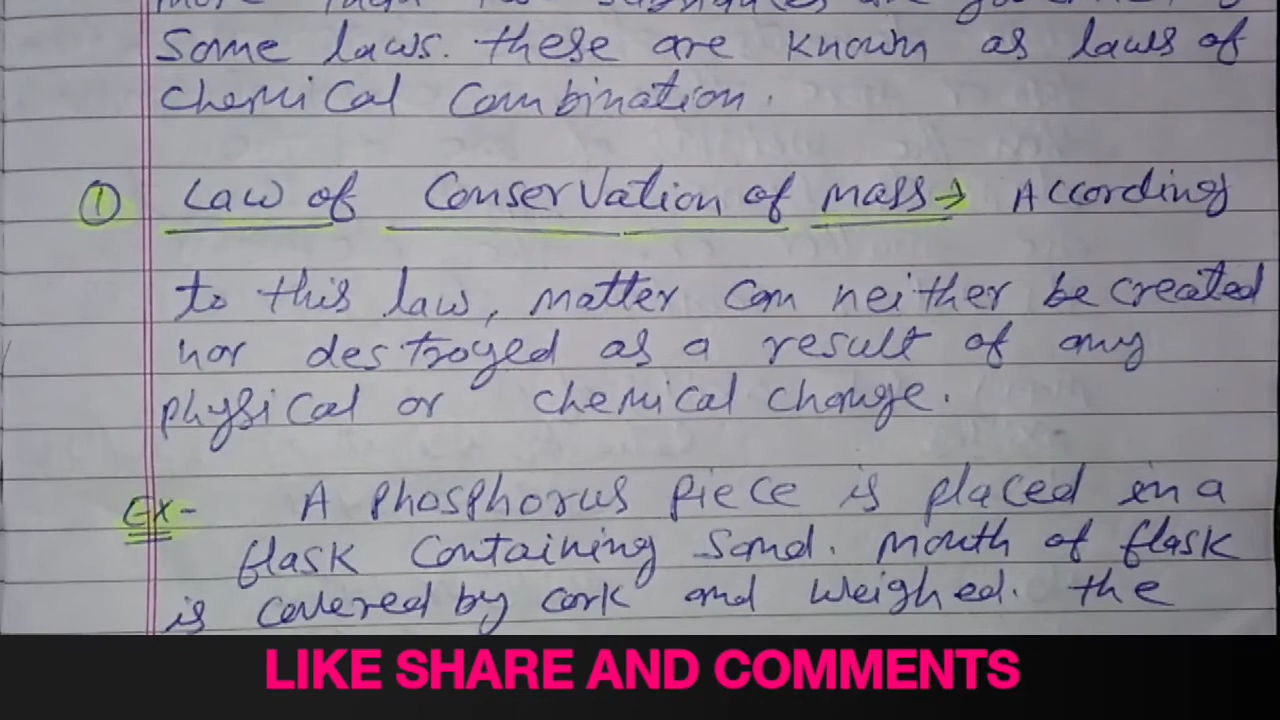 some laws. these are known as laws of
chemical combination.
① Law of Conservation of mass → According
to this law, matter can neither be created
nor destroyed as a result of any
physical or chemical change.
Ex- A phosphorus piece is placed in a
flask containing sand. mouth of flask
is covered by cork and weighed. the
LIKE SHARE AND COMMENTS